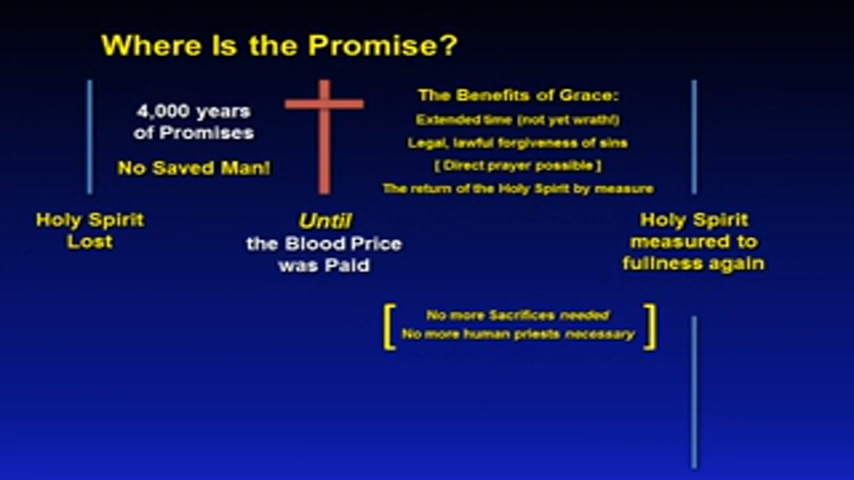 Where Is the Promise?
4,000 years
of Promises
No Saved Man!
The Benefits of Grace:
Extended time (not yet wrath!)
Legal, lawful forgiveness of sins
[ Direct prayer possible ]
The return of the Holy Spirit by measure
Holy Spirit
Lost
Until
the Blood Price
was Paid
Holy Spirit
measured to
fullness again
No more Sacrifices needed
No more human priests necessary